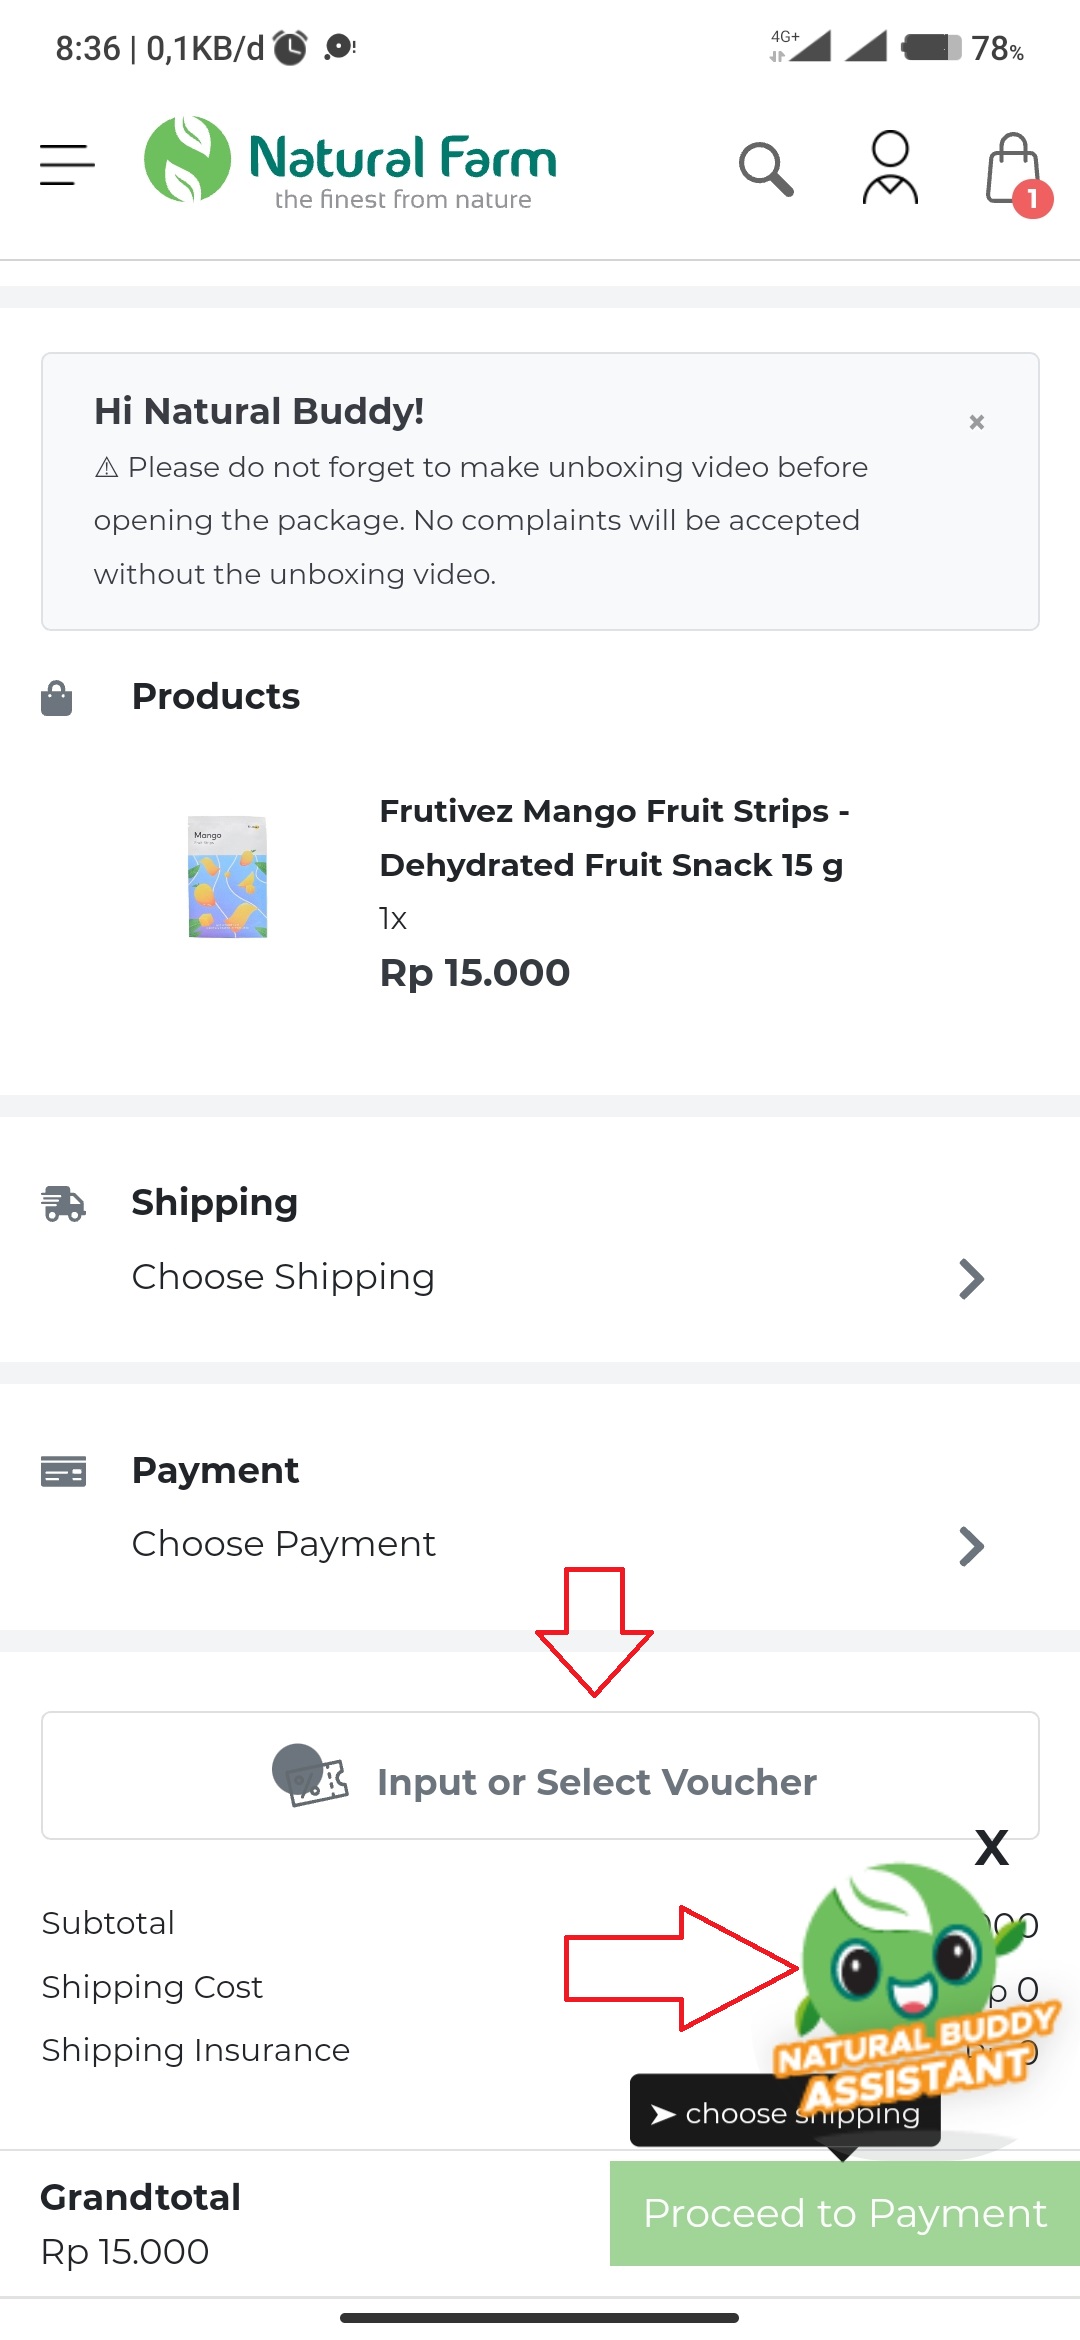 8:36 | 0,1KB/d
4G+
78%
Natural Farm
the finest from nature
1
Hi Natural Buddy!
⚠ Please do not forget to make unboxing video before
opening the package. No complaints will be accepted
without the unboxing video.
×
Products
Mango
Frutivez Mango Fruit Strips -
Dehydrated Fruit Snack 15 g
1x
Rp 15.000
Shipping
Choose Shipping
Payment
Choose Payment
Input or Select Voucher
X
Subtotal
Shipping Cost
Shipping Insurance
NATURAL BUDDY
ASSISTANT
➤ choose shipping
Grandtotal
Rp 15.000
Proceed to Payment